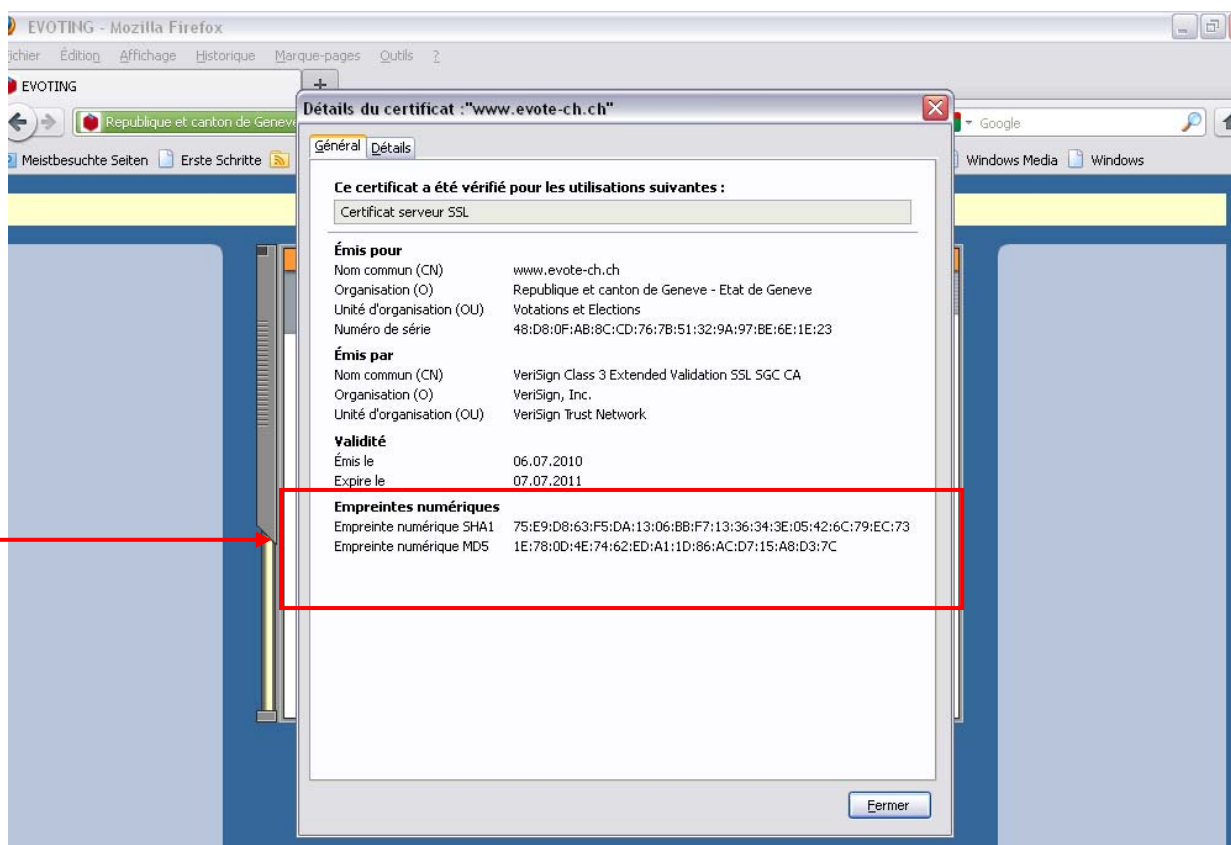 EVOTING - Mozilla Firefox
ichier Édition Affichage Historique Marque-pages Outils ?
EVOTING
Republique et canton de Genev
Google
Meistbesuchte Seiten Erste Schritte
Windows Media Windows
Détails du certificat :"www.evote-ch.ch"
Général Détails
Ce certificat a été vérifié pour les utilisations suivantes :
Certificat serveur SSL
Émis pour
Nom commun (CN) www.evote-ch.ch
Organisation (O) Republique et canton de Geneve - Etat de Geneve
Unité d'organisation (OU) Votations et Elections
Numéro de série 48:D8:0F:AB:8C:CD:76:7B:51:32:9A:97:BE:6E:1E:23
Émis par
Nom commun (CN) VeriSign Class 3 Extended Validation SSL SGC CA
Organisation (O) VeriSign, Inc.
Unité d'organisation (OU) VeriSign Trust Network
Validité
Émis le 06.07.2010
Expire le 07.07.2011
Empreintes numériques
Empreinte numérique SHA1 75:E9:D8:63:F5:DA:13:06:BB:F7:13:36:34:3E:05:42:6C:79:EC:73
Empreinte numérique MD5 1E:78:0D:4E:74:62:ED:A1:1D:86:AC:D7:15:A8:D3:7C
Fermer